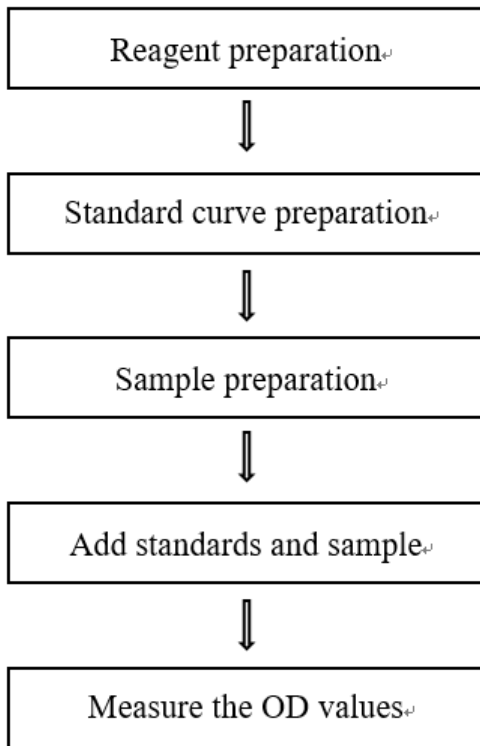 Reagent preparation
Standard curve preparation
Sample preparation
Add standards and sample
Measure the OD values